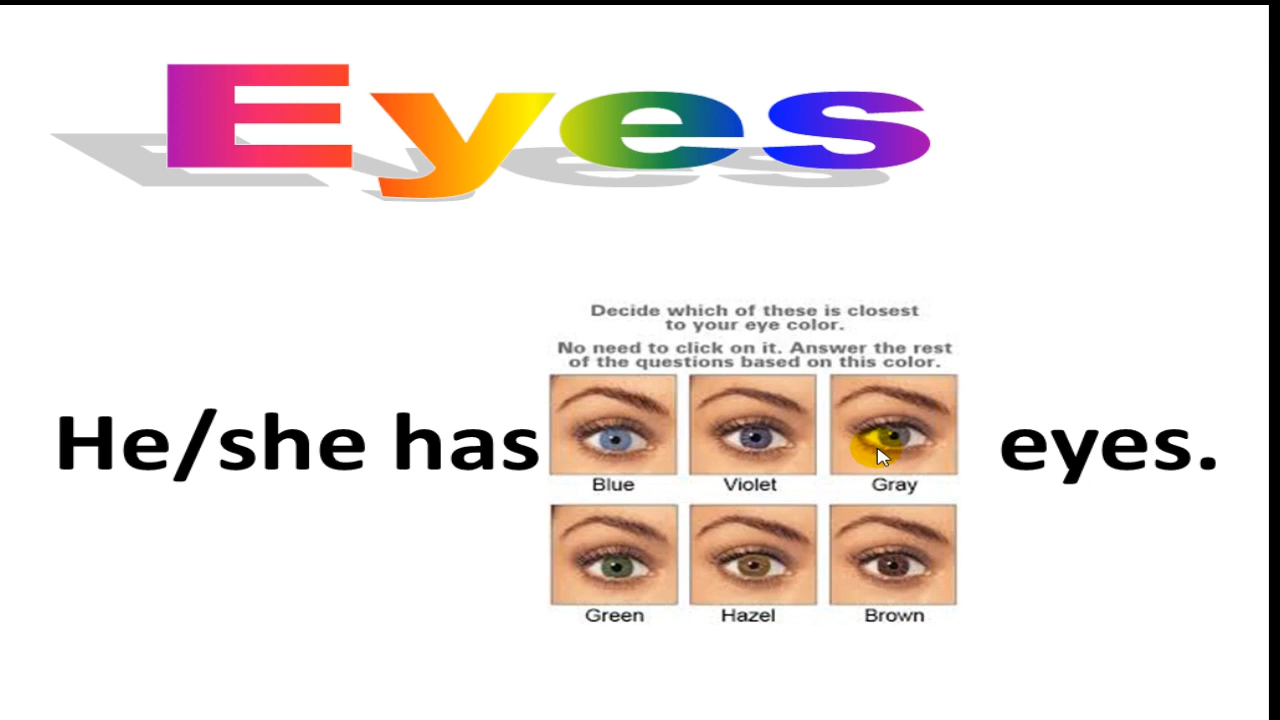 Eyes
Decide which of these is closest
to your eye color.
No need to click on it. Answer the rest
of the questions based on this color.
He/she has eyes.
Blue Violet Gray
Green Hazel Brown